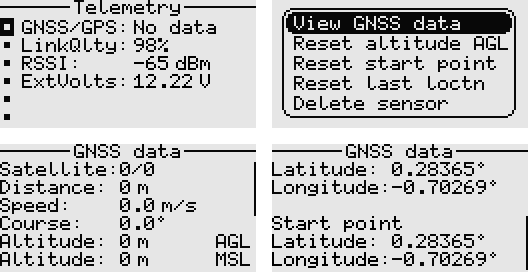 Telemetry
GNSS/GPS: No data
LinkQlty: 98%
RSSI: -65 dBm
ExtVolts: 12.22 V
View GNSS data
Reset altitude AGL
Reset start point
Reset last loctn
Delete sensor
GNSS data
Satellite: 0/0
Distance: 0 m
Speed: 0.0 m/s
Course: 0.0°
Altitude: 0 m AGL
Altitude: 0 m MSL
GNSS data
Latitude: 0.28365°
Longitude:-0.70269°
Start point
Latitude: 0.28365°
Longitude:-0.70269°